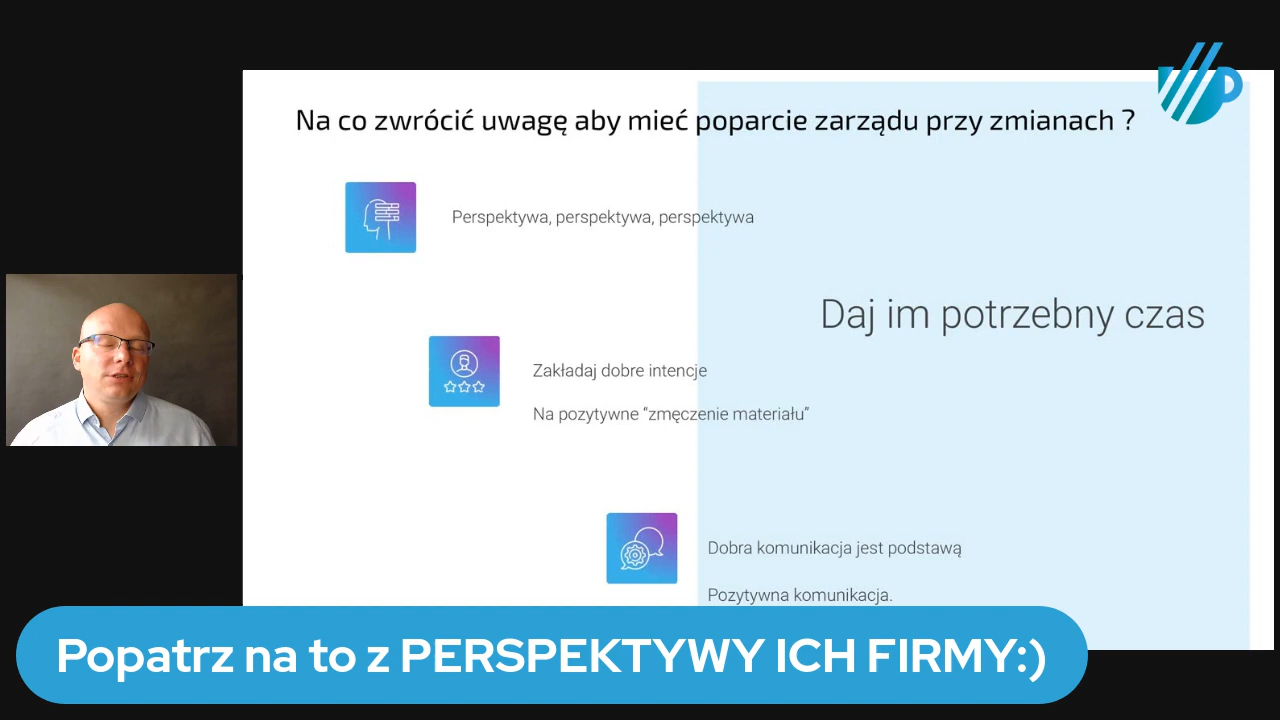 Na co zwrócić uwagę aby mieć poparcie zarządu przy zmianach ?
Perspektywa, perspektywa, perspektywa
Daj im potrzebny czas
Zakładaj dobre intencje
Na pozytywne “zmęczenie materiału”
Dobra komunikacja jest podstawą
Pozytywna komunikacja.
Popatrz na to z PERSPEKTYWY ICH FIRMY:)